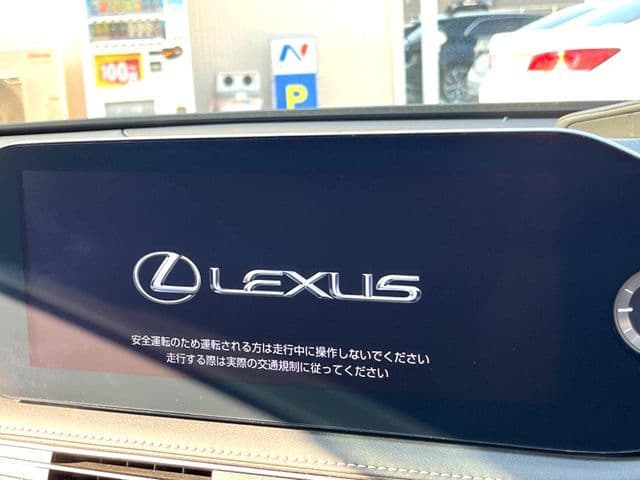 100
N
P
LEXUS
安全運転のため運転される方は走行中に操作しないでください
走行する際は実際の交通規制に従ってください